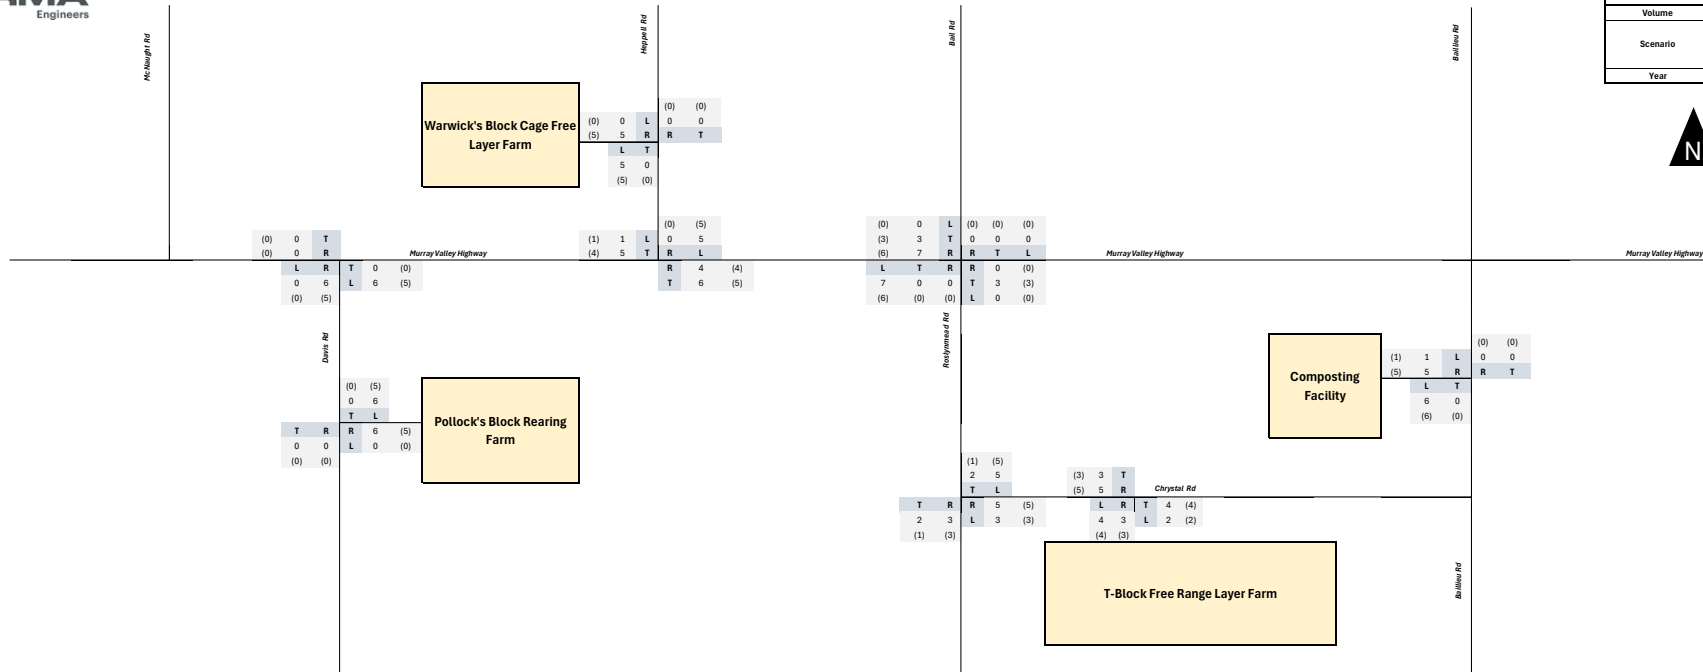 Engineers
McNaught Rd
Heppell Rd
Bail Rd
Baillieu Rd
Volume
Scenario
Year
N
Warwick's Block Cage Free
Layer Farm
(0) (0)
(0) 0 L 0 0
(5) 5 R R T
L T
5 0
(5) (0)
(0) 0 T
(0) 0 R
Murray Valley Highway
L R T 0 (0)
0 6 L 6 (5)
(0) (5)
(0) (5)
(1) 1 L 0 5
(4) 5 T R L
R 4 (4)
T 6 (5)
(0) 0 L (0) (0) (0)
(3) 3 T 0 0 0
(6) 7 R R T L
L T R R 0 (0)
7 0 0 T 3 (3)
(6) (0) (0) L 0 (0)
Murray Valley Highway
Murray Valley Highway
Davis Rd
Roslynmead Rd
(0) (5)
0 6
T L
T R R 6 (5)
0 0 L 0 (0)
(0) (0)
Pollock's Block Rearing
Farm
Composting
Facility
(0) (0)
(1) 1 L 0 0
(5) 5 R R T
L T
6 0
(6) (0)
(1) (5)
2 5
T L
T R R 5 (5)
2 3 L 3 (3)
(1) (3)
(3) 3 T
(5) 5 R
Chrystal Rd
L R T 4 (4)
4 3 L 2 (2)
(4) (3)
T-Block Free Range Layer Farm
Baillieu Rd